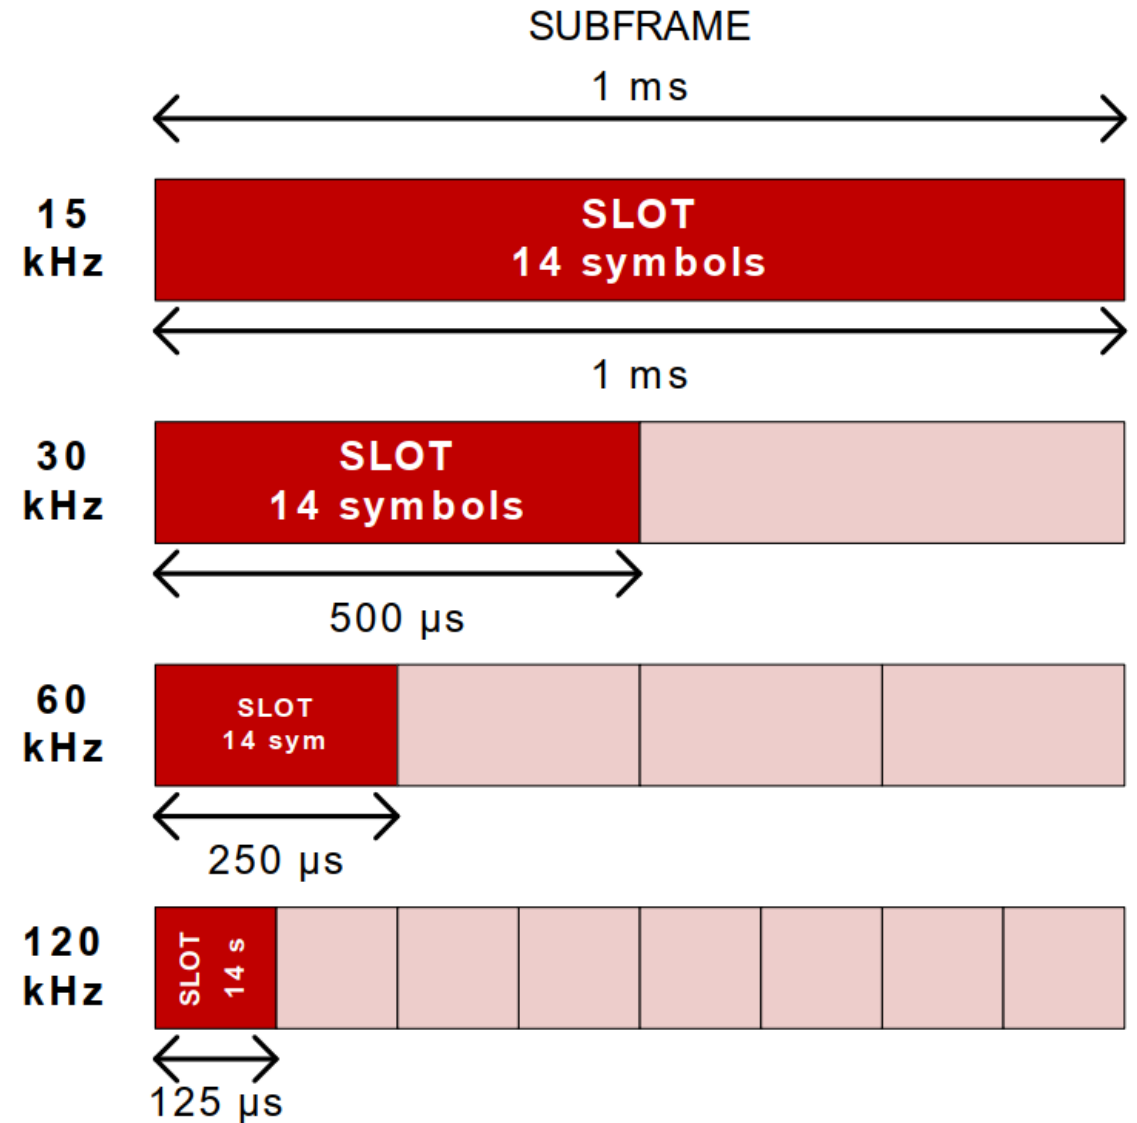 SUBFRAME
1 ms
15
kHz
SLOT
14 symbols
1 ms
30
kHz
SLOT
14 symbols
500 µs
60
kHz
SLOT
14 sym
250 µs
120
kHz
SLOT
14 s
125 µs